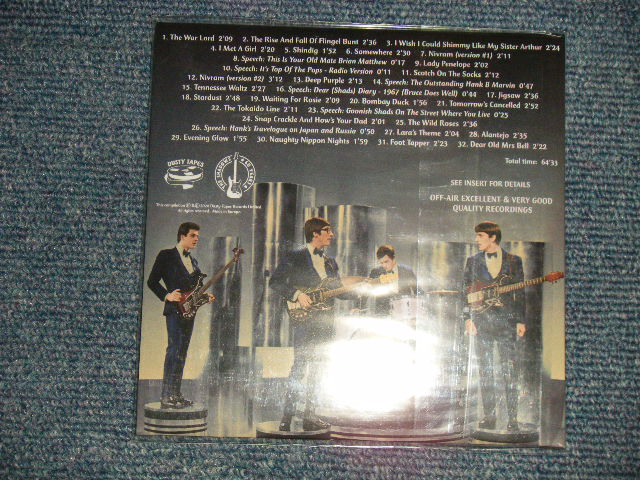 1. The War Lord 2'09 2. The Rise And Fall Of Flingel Bunt 2'36 3. I Wish I Could Shimmy Like My Sister Arthur 2'24
4. I Met A Girl 2'20 5. Shindig 1'52 6. Somewhere 2'30 7. Nivram (version #1) 2'11
8. Speech: This Is Your Old Mate Brian Matthew 0'17 9. Lady Penelope 2'02
10. Speech: It's Top Of The Pops - Radio Version 0'11 11. Scotch On The Socks 2'12
12. Nivram (version #2) 3'12 13. Deep Purple 2'13 14. Speech: The Outstanding Hank B Marvin 0'47
15. Tennessee Waltz 2'27 16. Speech: Dear (Shads) Diary - 1967 (Bruce Does Well) 0'44 17. Jigsaw 2'36
18. Stardust 2'48 19. Waiting For Rosie 2'09 20. Bombay Duck 1'56 21. Tomorrow's Cancelled 2'52
22. The Tokaido Line 2'11 23. Speech: Goonish Shads On The Street Where You Live 0'25
24. Snap Crackle And How's Your Dad 2'01 25. The Wild Roses 2'36
26. Speech: Hank's Travelogue on Japan and Russia 0'50 27. Lara's Theme 2'04 28. Alentejo 2'35
29. Evening Glow 1'55 30. Naughty Nippon Nights 1'59 31. Foot Tapper 2'23 32. Dear Old Mrs Bell 2'22
Total time: 64'33
DUSTY TAPES
SEE INSERT FOR DETAILS
OFF-AIR EXCELLENT & VERY GOOD
QUALITY RECORDINGS
All rights reserved. Made in Europe.